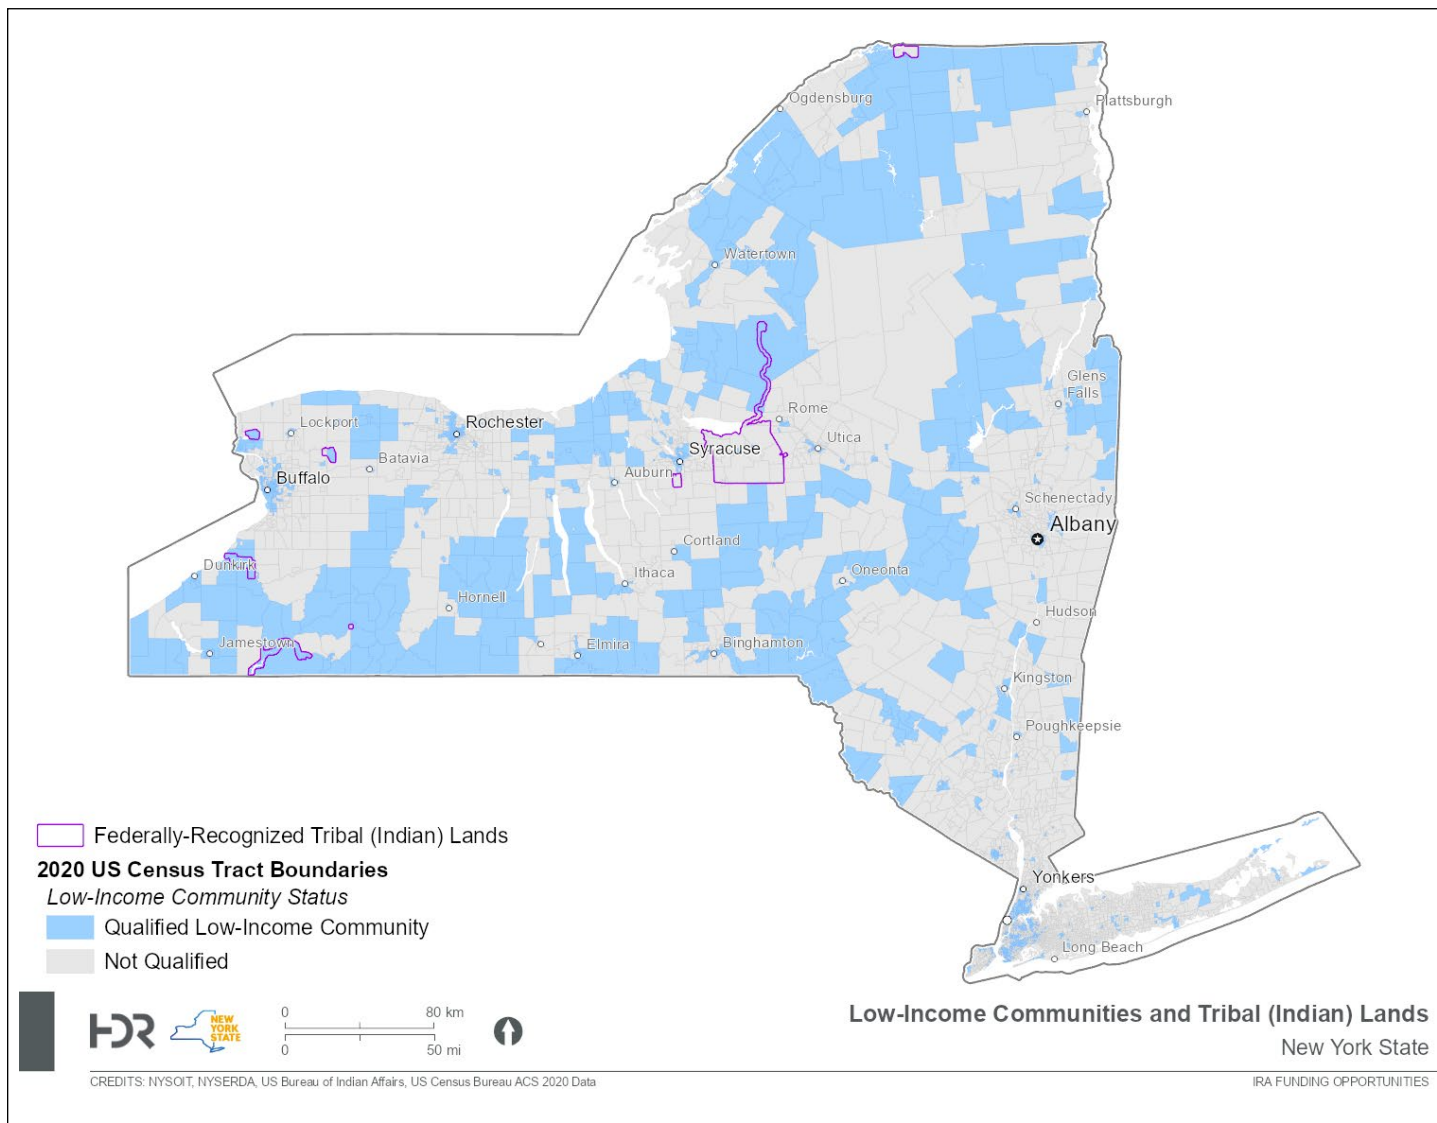 Ogdensburg
Plattsburgh
Watertown
Glens
Falls
Lockport
Rochester
Rome
Utica
Syracuse
Batavia
Auburn
Buffalo
Schenectady
Albany
Cortland
Dunkirk
Ithaca
Oneonta
Hornell
Hudson
Jamestown
Elmira
Binghamton
Kingston
Poughkeepsie
Yonkers
Long Beach
Federally-Recognized Tribal (Indian) Lands
2020 US Census Tract Boundaries
Low-Income Community Status
Qualified Low-Income Community
Not Qualified
HDR
NEW
YORK
STATE
0 80 km
0 50 mi
Low-Income Communities and Tribal (Indian) Lands
New York State
CREDITS: NYSOIT, NYSERDA, US Bureau of Indian Affairs, US Census Bureau ACS 2020 Data
IRA FUNDING OPPORTUNITIES